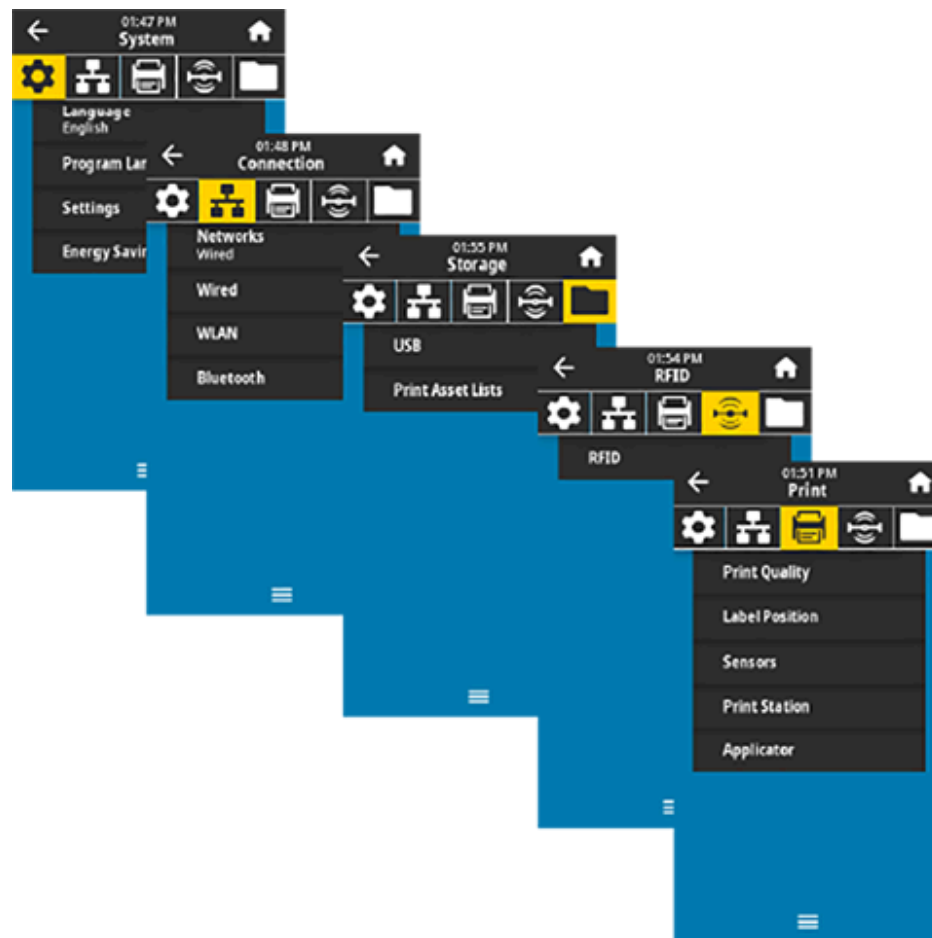 01:47 PM
System
Language
English
Program Lan
Settings
Energy Savin
01:48 PM
Connection
Networks
Wired
Wired
WLAN
Bluetooth
01:55 PM
Storage
USB
Print Asset Lists
01:54 PM
RFID
RFID
01:51 PM
Print
Print Quality
Label Position
Sensors
Print Station
Applicator